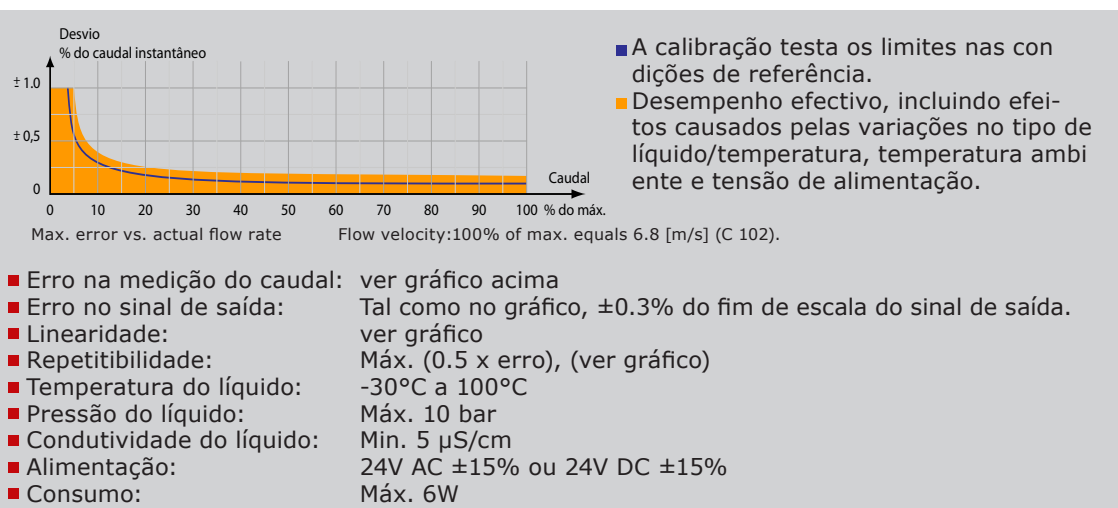 Desvio
% do caudal instantâneo
± 1.0
± 0,5
0
Caudal
0 10 20 30 40 50 60 70 80 90 100 % do máx.
Max. error vs. actual flow rate Flow velocity:100% of max. equals 6.8 [m/s] (C 102).
A calibração testa os limites nas con
dições de referência.
Desempenho efectivo, incluindo efei-
tos causados pelas variações no tipo de
líquido/temperatura, temperatura ambi
ente e tensão de alimentação.
Erro na medição do caudal: ver gráfico acima
Erro no sinal de saída: Tal como no gráfico, ±0.3% do fim de escala do sinal de saída.
Linearidade: ver gráfico
Repetitibilidade: Máx. (0.5 x erro), (ver gráfico)
Temperatura do líquido: -30°C a 100°C
Pressão do líquido: Máx. 10 bar
Condutividade do líquido: Min. 5 µS/cm
Alimentação: 24V AC ±15% ou 24V DC ±15%
Consumo: Máx. 6W